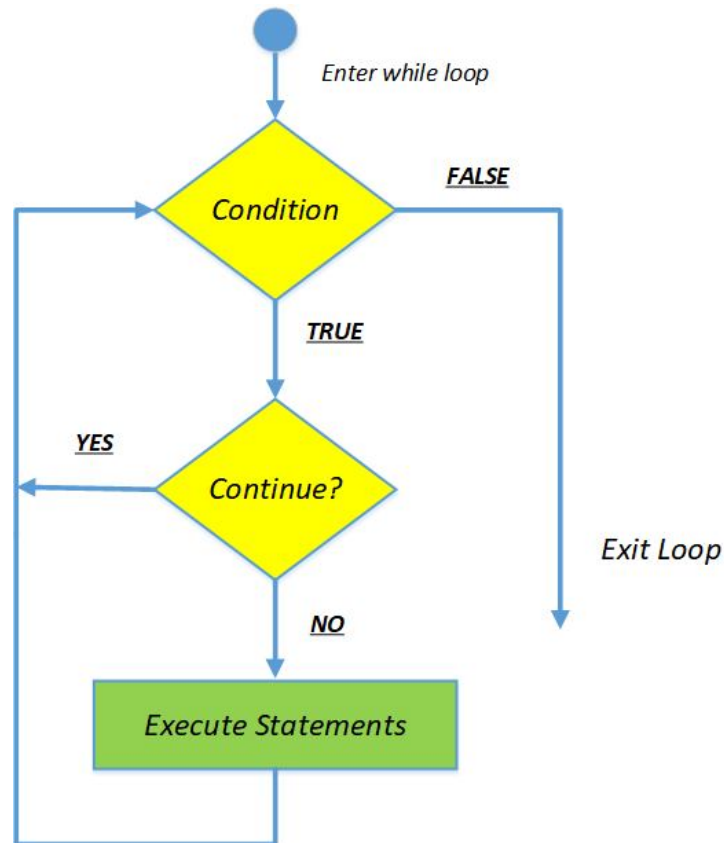 Enter while loop
FALSE
Condition
TRUE
YES
Continue?
Exit Loop
NO
Execute Statements